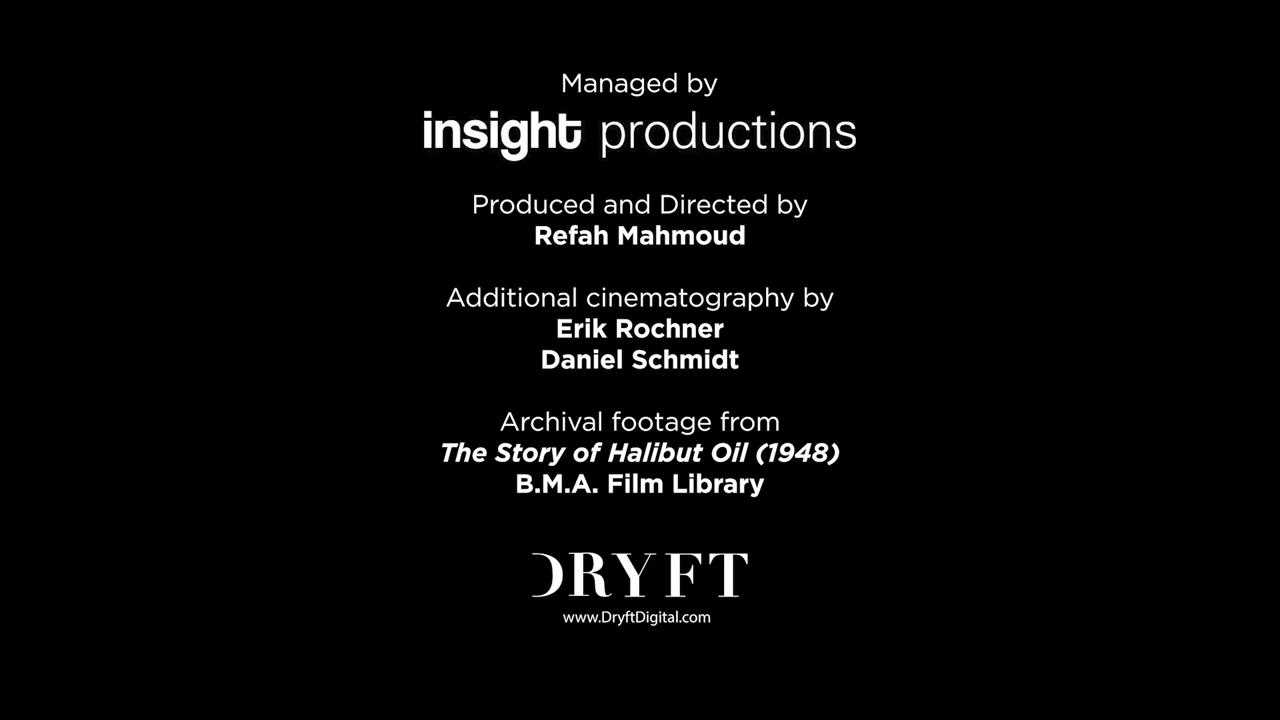 Managed by
insight productions
Produced and Directed by
Refah Mahmoud
Additional cinematography by
Erik Rochner
Daniel Schmidt
Archival footage from
The Story of Halibut Oil (1948)
B.M.A. Film Library
DRYFT
www.DryftDigital.com